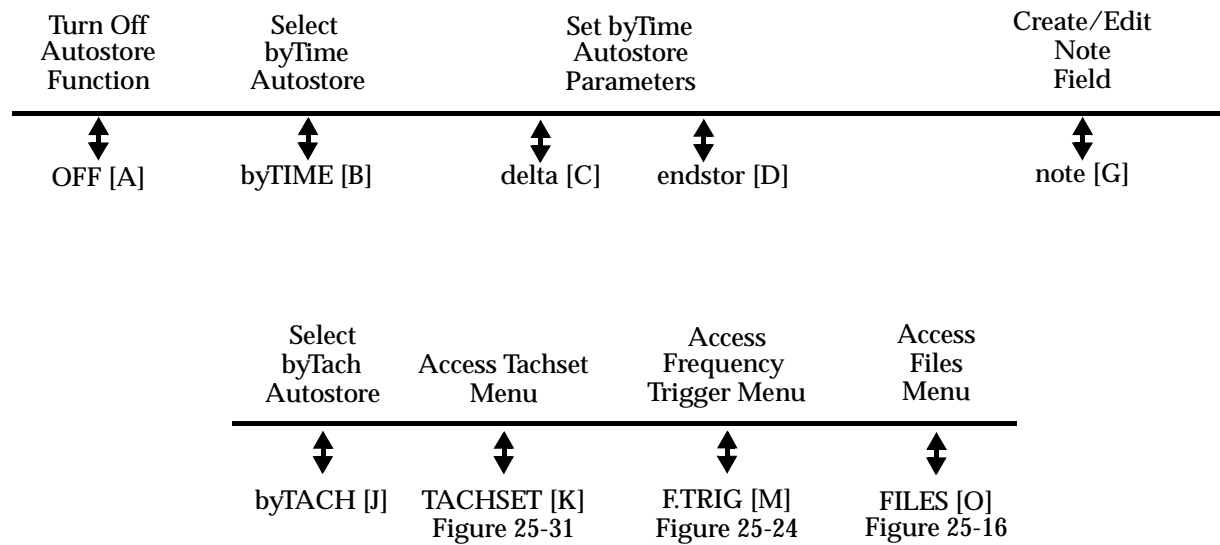 Turn Off
Autostore
Function
Select
byTime
Autostore
Set byTime
Autostore
Parameters
Create/Edit
Note
Field
OFF [A]
byTIME [B]
delta [C]
endstor [D]
note [G]
Select
byTach
Autostore
Access Tachset
Menu
Access
Frequency
Trigger Menu
Access
Files
Menu
byTACH [J]
TACHSET [K]
Figure 25-31
F.TRIG [M]
Figure 25-24
FILES [O]
Figure 25-16